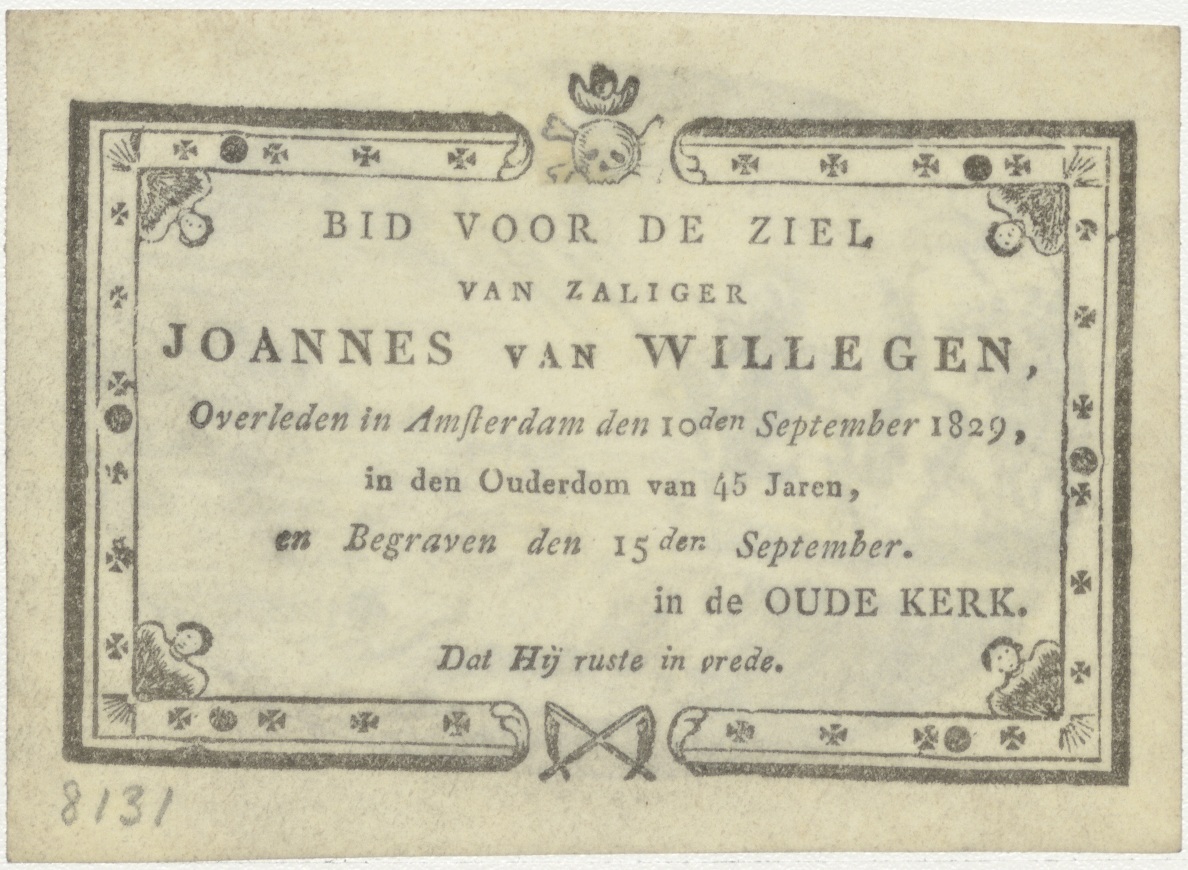 BID VOOR DE ZIEL
VAN ZALIGER
JOANNES VAN WILLEGEN,
Overleden in Amſterdam den 10den September 1829,
in den Ouderdom van 45 Jaren,
en Begraven den 15den September.
in de OUDE KERK.
Dat Hij ruste in vrede.
8131